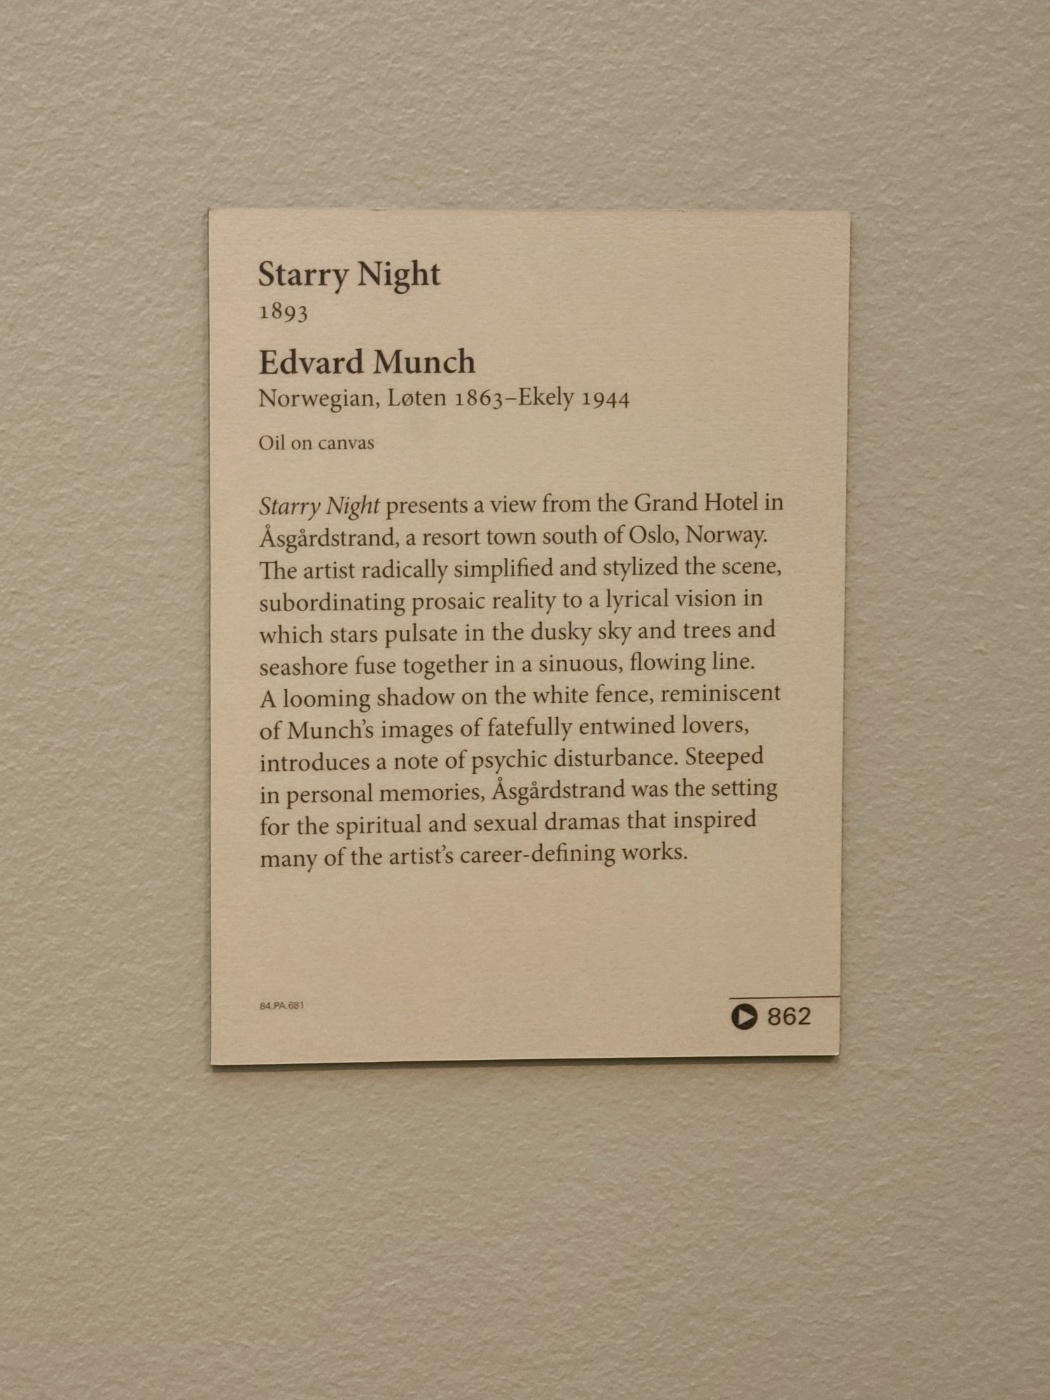 Starry Night
1893
Edvard Munch
Norwegian, Løten 1863–Ekely 1944
Oil on canvas
Starry Night presents a view from the Grand Hotel in
Åsgårdstrand, a resort town south of Oslo, Norway.
The artist radically simplified and stylized the scene,
subordinating prosaic reality to a lyrical vision in
which stars pulsate in the dusky sky and trees and
seashore fuse together in a sinuous, flowing line.
A looming shadow on the white fence, reminiscent
of Munch’s images of fatefully entwined lovers,
introduces a note of psychic disturbance. Steeped
in personal memories, Åsgårdstrand was the setting
for the spiritual and sexual dramas that inspired
many of the artist’s career-defining works.
84.PA.681
862